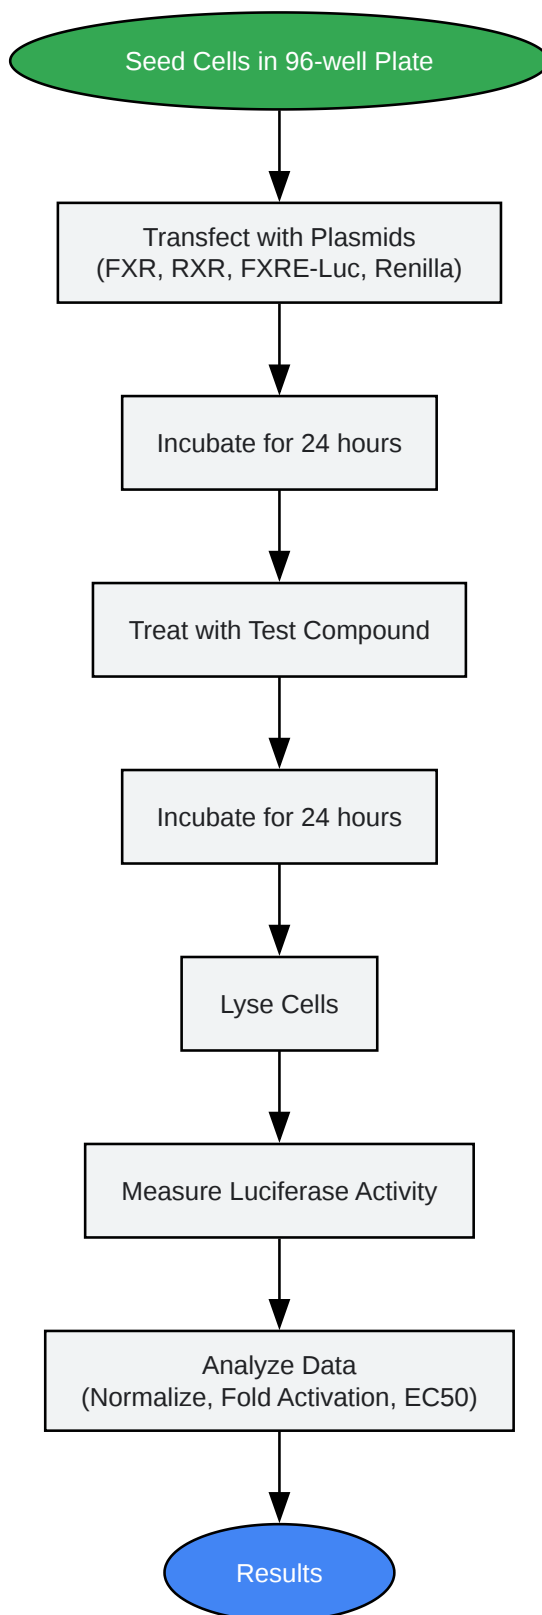 Seed Cells in 96-well Plate
Transfect with Plasmids
(FXR, RXR, FXRE-Luc, Renilla)
Incubate for 24 hours
Treat with Test Compound
Incubate for 24 hours
Lyse Cells
Measure Luciferase Activity
Analyze Data
(Normalize, Fold Activation, EC50)
Results